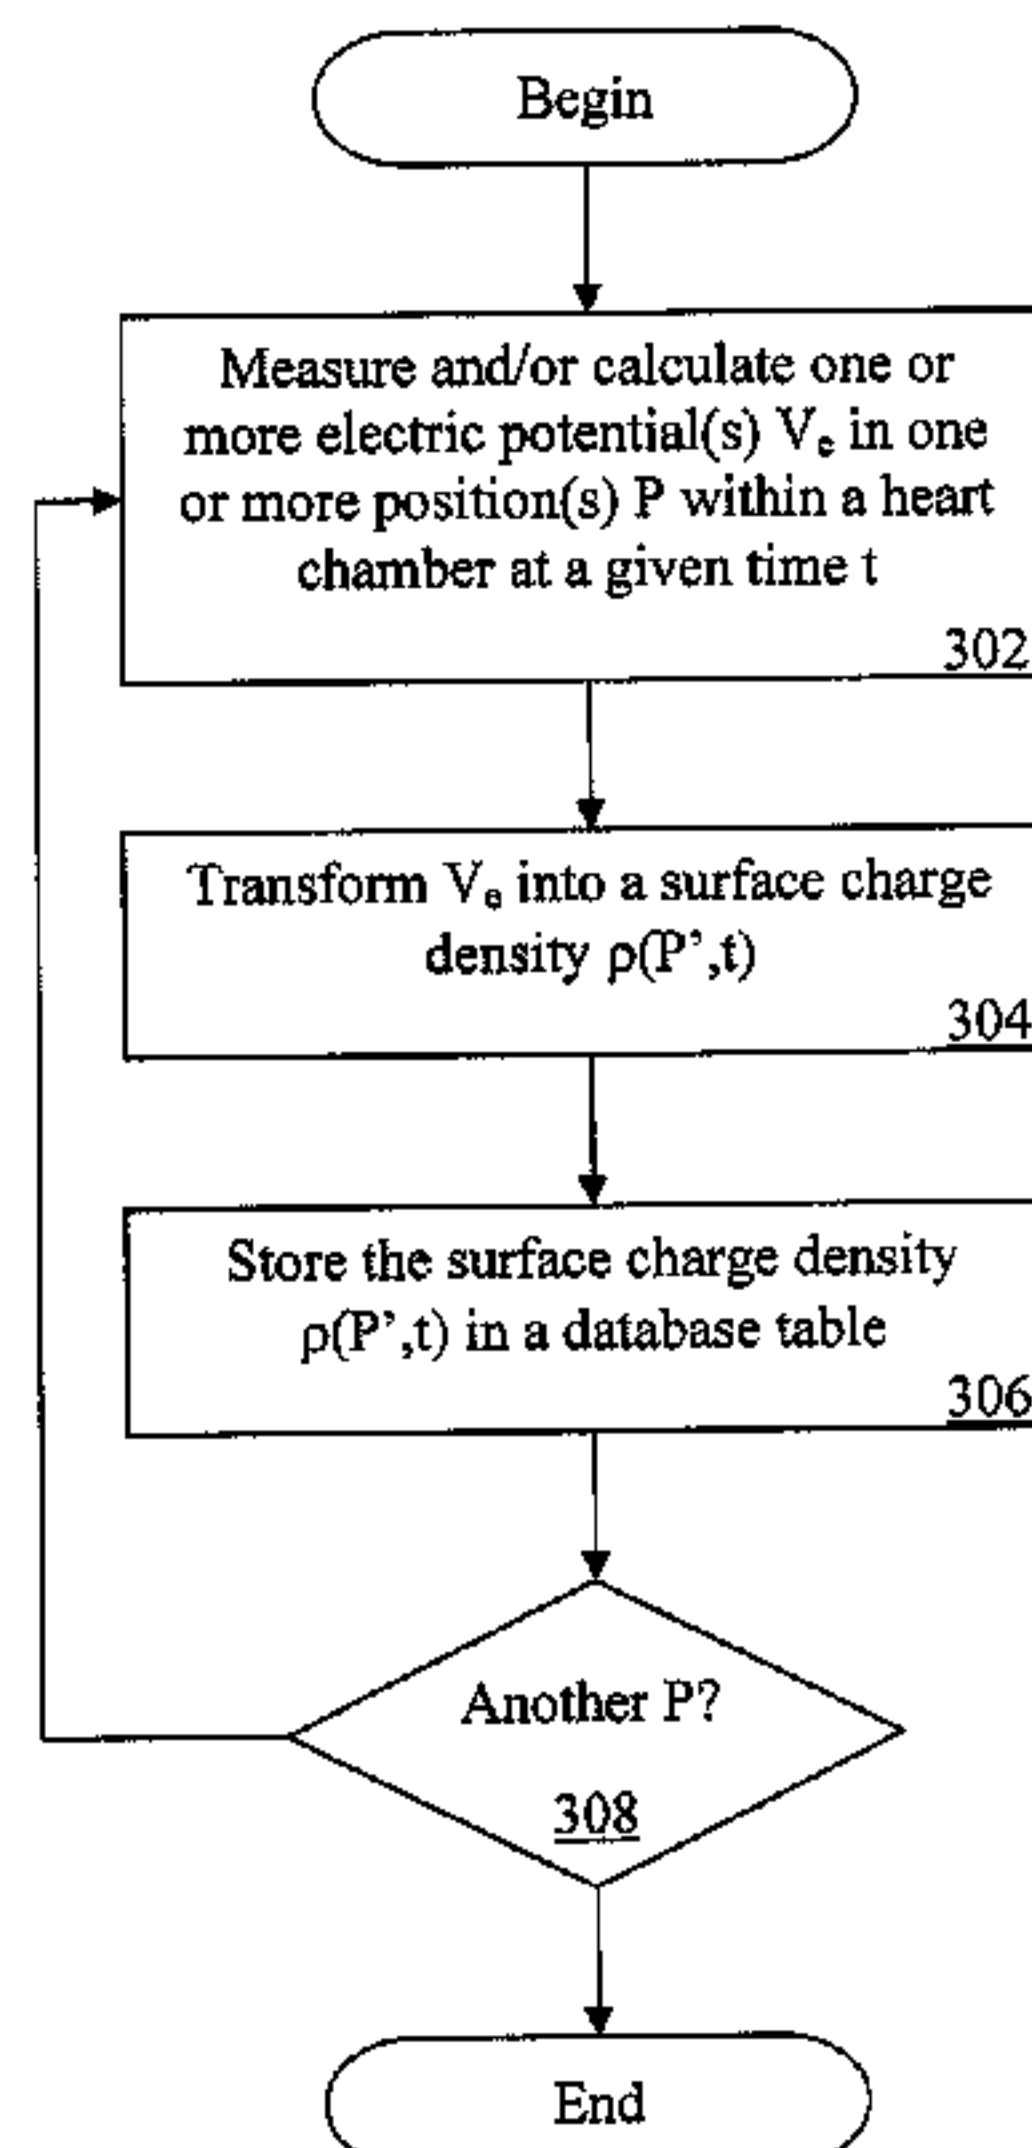 Begin
Measure and/or calculate one or
more electric potential(s) Ve in one
or more position(s) P within a heart
chamber at a given time t
302
Transform Ve into a surface charge
density ρ(P’,t)
304
Store the surface charge density
ρ(P’,t) in a database table
306
Another P?
308
End